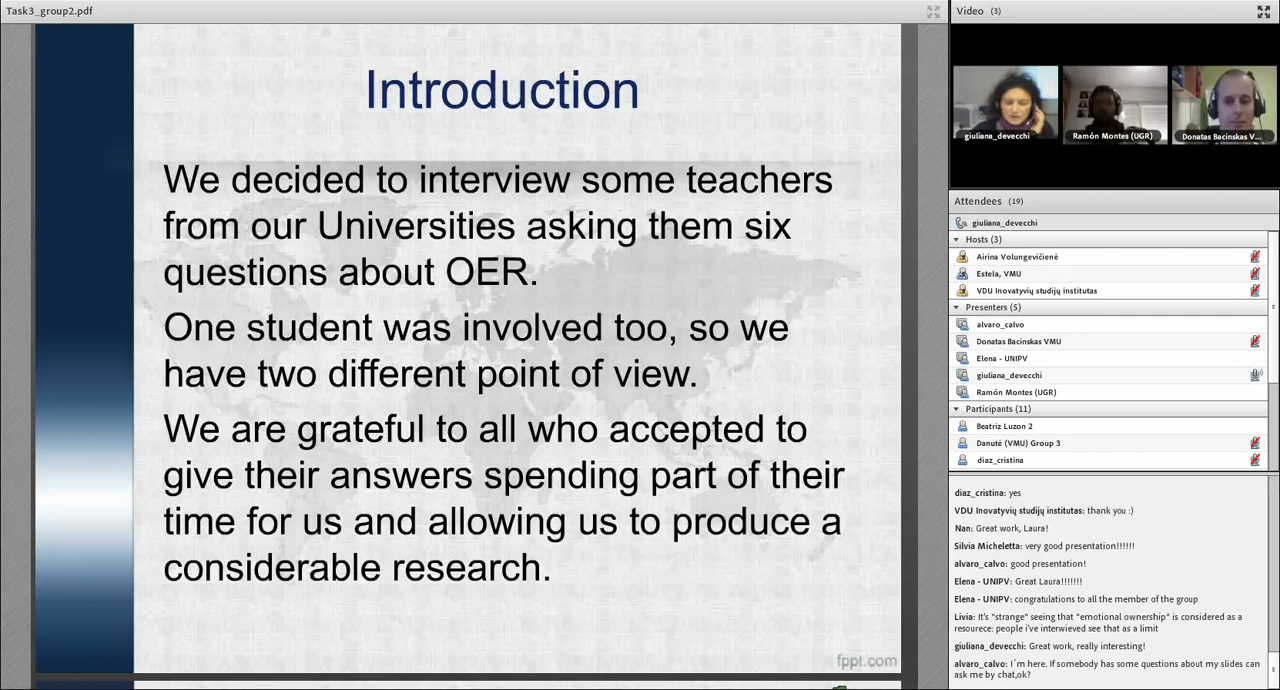 Task3_group2.pdf
Introduction
We decided to interview some teachers
from our Universities asking them six
questions about OER.
One student was involved too, so we
have two different point of view.
We are grateful to all who accepted to
give their answers spending part of their
time for us and allowing us to produce a
considerable research.
fppt.com
Video (3)
giuliana_devecchi
Ramón Montes (UGR)
Donatas Bacinskas V...
Attendees (19)
giuliana_devecchi
Hosts (3)
Airina Volungevičienė
Estela, VMU
VDU Inovatyvių studijų institutas
Presenters (5)
alvaro_calvo
Donatas Bacinskas VMU
Elena - UNIPV
giuliana_devecchi
Ramón Montes (UGR)
Participants (11)
Beatriz Luzon 2
Danutė (VMU) Group 3
diaz_cristina
diaz_cristina: yes
VDU Inovatyvių studijų institutas: thank you :)
Nan: Great work, Laura!
Silvia Micheletta: very good presentation!!!!!!
alvaro_calvo: good presentation!
Elena - UNIPV: Great Laura!!!!!!!
Elena - UNIPV: congratulations to all the member of the group
Livia: It's "strange" seeing that "emotional ownership" is considered as a
resourece: people i've interwieved see that as a limit
giuliana_devecchi: Great work, really interesting!
alvaro_calvo: I´m here. If somebody has some questions about my slides can
ask me by chat,ok?